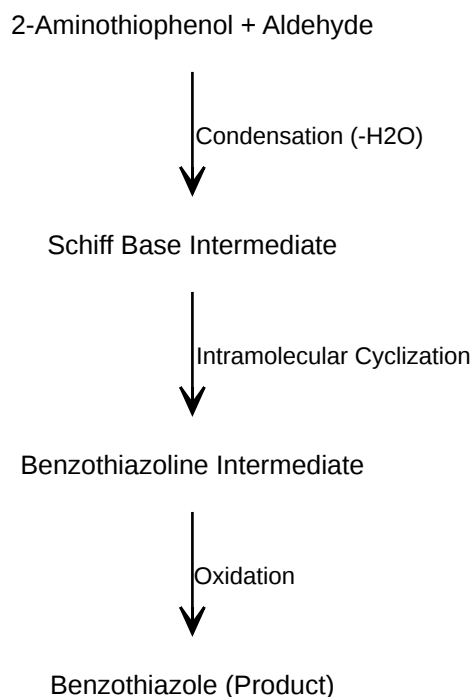 2-Aminothiophenol + Aldehyde
Condensation (-H2O)
Schiff Base Intermediate
Intramolecular Cyclization
Benzothiazoline Intermediate
Oxidation
Benzothiazole (Product)